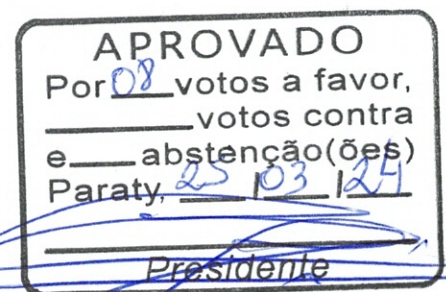 APROVADO
Por 08 votos a favor,
votos contra
e abstenção(ões)
Paraty, 25 / 03 / 24
Presidente